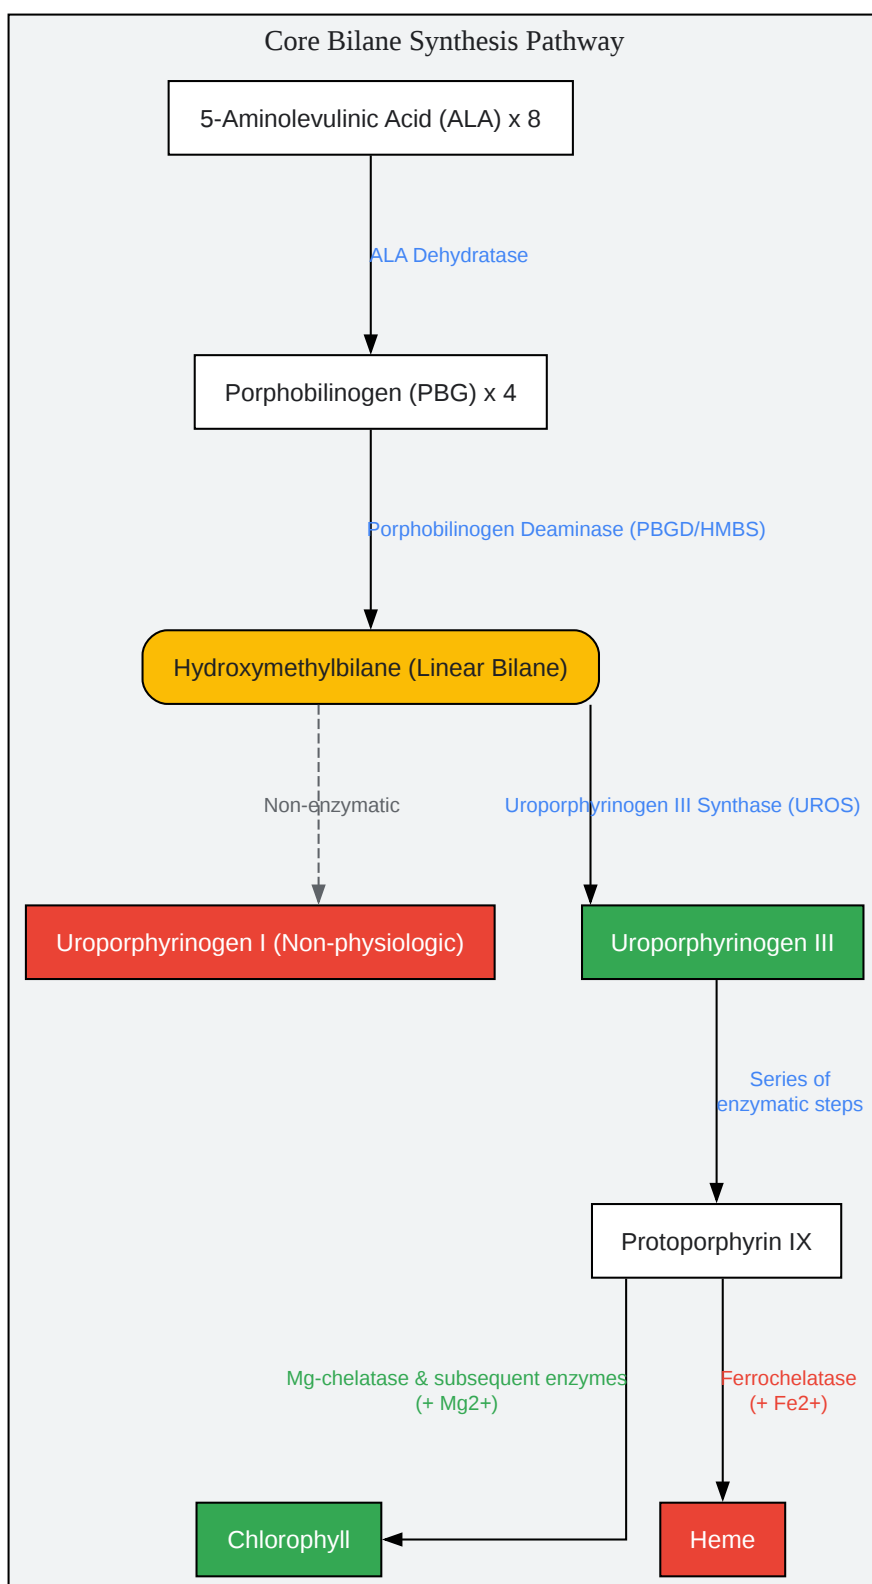 Core Bilane Synthesis Pathway
5-Aminolevulinic Acid (ALA) x 8
ALA Dehydratase
Porphobilinogen (PBG) x 4
Porphobilinogen Deaminase (PBGD/HMBS)
Hydroxymethylbilane (Linear Bilane)
Non-enzymatic
Uroporphyrinogen III Synthase (UROS)
Uroporphyrinogen I (Non-physiologic)
Uroporphyrinogen III
Series of
enzymatic steps
Protoporphyrin IX
Mg-chelatase & subsequent enzymes
(+ Mg2+)
Ferrochelatase
(+ Fe2+)
Chlorophyll
Heme